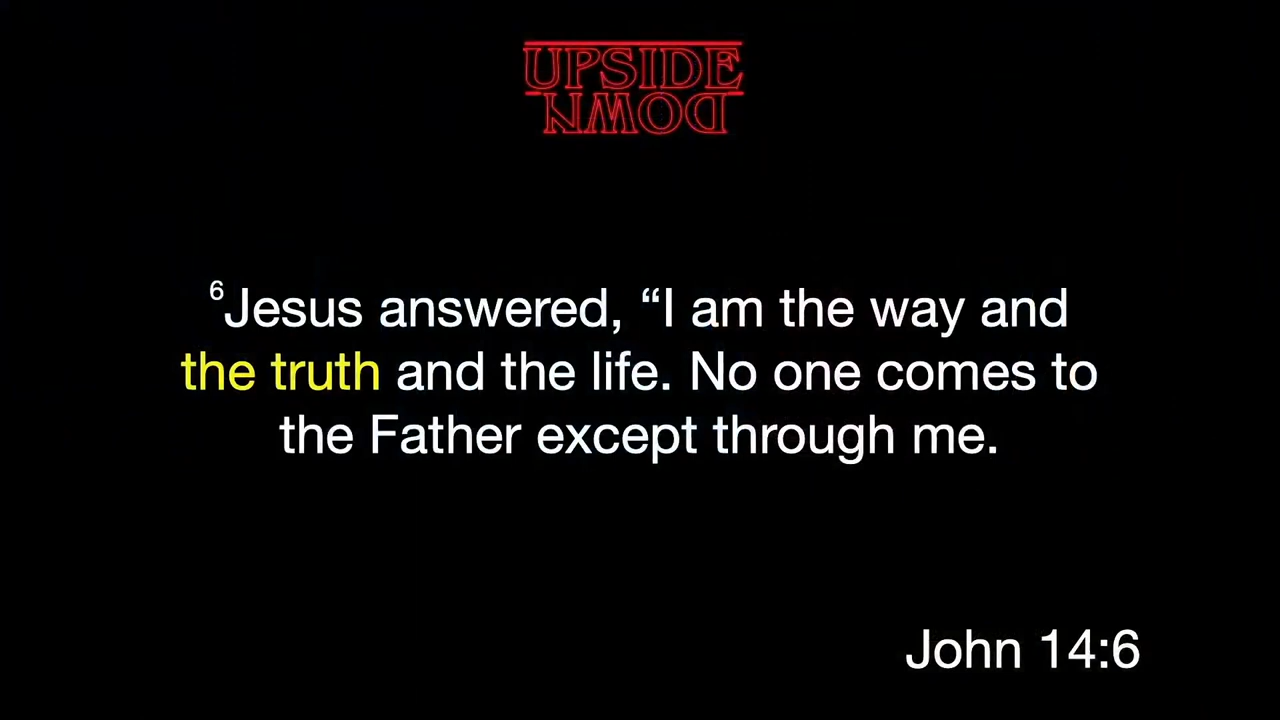 UPSIDE
DOWN
⁶Jesus answered, “I am the way and
the truth and the life. No one comes to
the Father except through me.
John 14:6